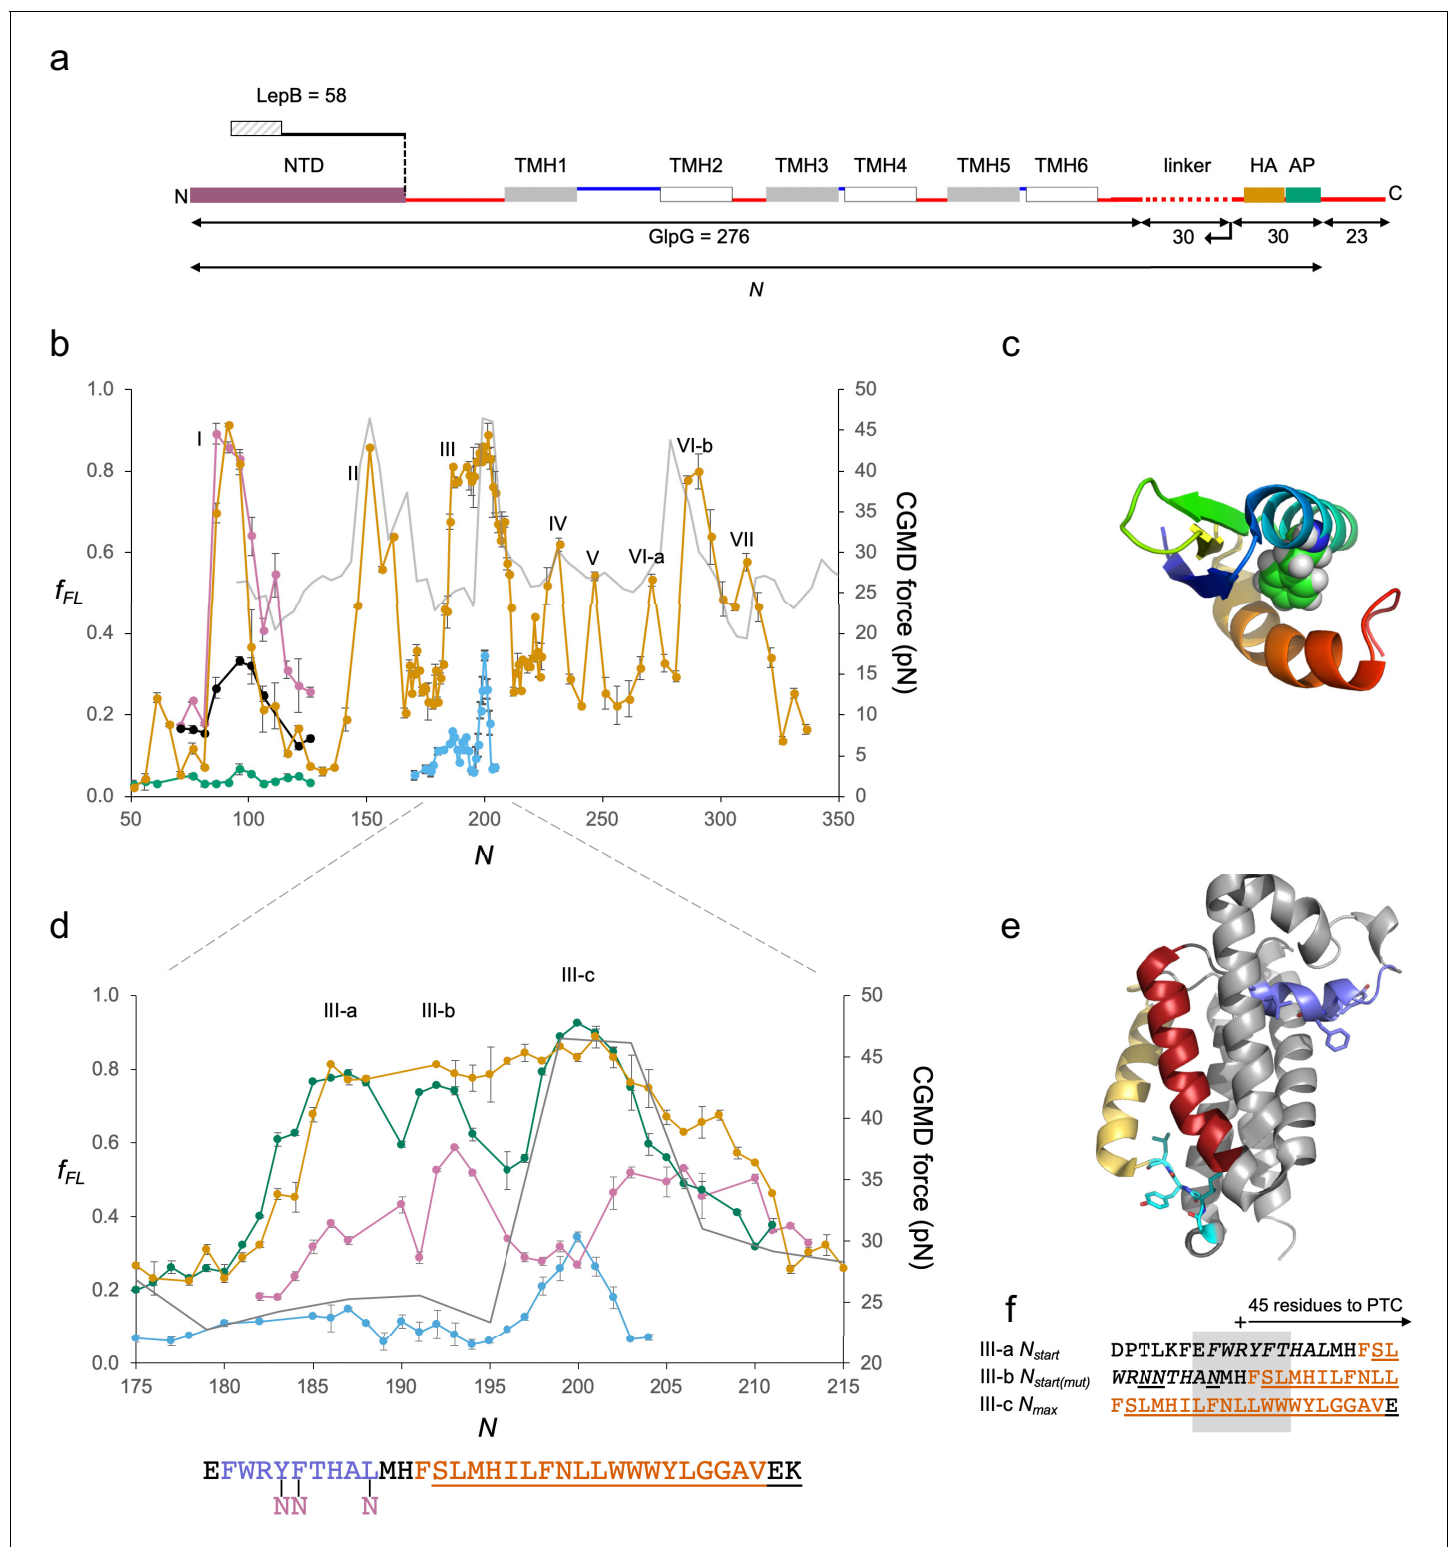 a
LepB = 58
NTD TMH1 TMH2 TMH3 TMH4 TMH5 TMH6 linker HA AP
N C
GlpG = 276 30 30 23
N
b
1.0
0.8
0.6
0.4
0.2
0.0
fFL
50 100 150 200 250 300 350
N
50
45
40
35
30
25
20
15
10
5
0
CGMD force (pN)
I
II
III
IV
V
VI-a
VI-b
VII
c
d
III-a III-b III-c
1.0
0.8
0.6
0.4
0.2
0.0
fFL
175 180 185 190 195 200 205 210 215
N
50
45
40
35
30
25
20
CGMD force (pN)
EFWRYFTHALMHFSLMHILFNLLWWWYLGGAVEK
NN N
e
f
45 residues to PTC
+
III-a Nstart DPTLKFEFWRYFTHALMHFSL
III-b Nstart(mut) WRNNTHANMHFSLMHILFNLL
III-c Nmax FSLMHILFNLLWWWYLGGAVE